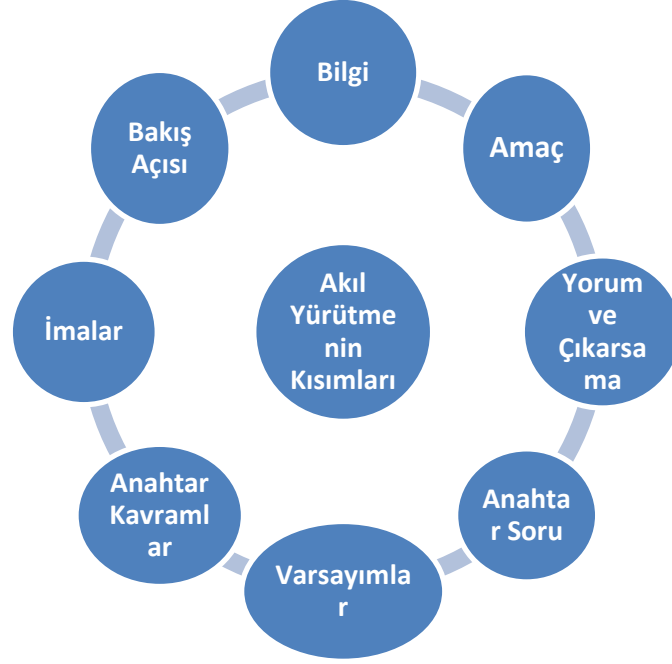 Bilgi
Amaç
Yorum
ve
Çıkarsa
ma
Anahta
r Soru
Varsayımla
r
Anahtar
Kavraml
ar
İmalar
Bakış
Açısı
Akıl
Yürütme
nin
Kısımları